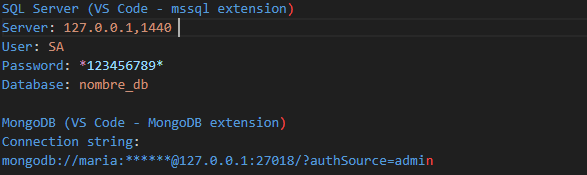 SQL Server (VS Code - mssql extension)
Server: 127.0.0.1,1440
User: SA
Password: *123456789*
Database: nombre_db
MongoDB (VS Code - MongoDB extension)
Connection string:
mongodb://maria:******@127.0.0.1:27018/?authSource=admin